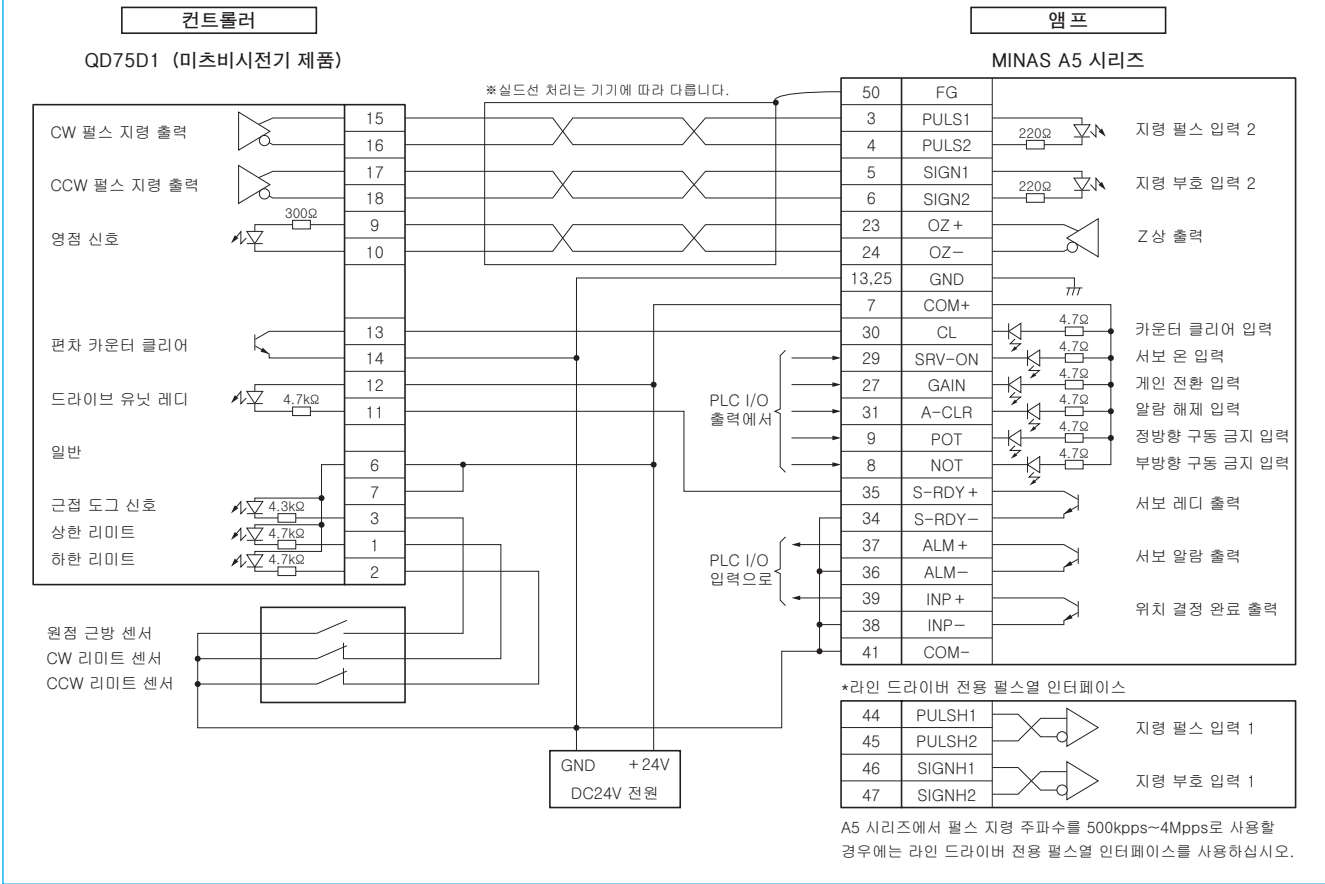 컨트롤러
QD75D1 (미츠비시전기 제품)
앰프
MINAS A5 시리즈
※실드선 처리는 기기에 따라 다릅니다.
CW 펄스 지령 출력
CCW 펄스 지령 출력
300Ω
영점 신호
편차 카운터 클리어
드라이브 유닛 레디
4.7kΩ
일반
근접 도그 신호
4.3kΩ
상한 리미트
4.7kΩ
하한 리미트
4.7kΩ
15
16
17
18
9
10
13
14
12
11
6
7
3
1
2
원점 근방 센서
CW 리미트 센서
CCW 리미트 센서
PLC I/O
출력에서
PLC I/O
입력으로
GND +24V
DC24V 전원
50 FG
3 PULS1
4 PULS2
5 SIGN1
6 SIGN2
23 OZ+
24 OZ-
13,25 GND
7 COM+
30 CL
29 SRV-ON
27 GAIN
31 A-CLR
9 POT
8 NOT
35 S-RDY+
34 S-RDY-
37 ALM+
36 ALM-
39 INP+
38 INP-
41 COM-
220Ω
지령 펄스 입력 2
220Ω
지령 부호 입력 2
Z상 출력
4.7Ω
카운터 클리어 입력
4.7Ω
서보 온 입력
4.7Ω
게인 전환 입력
4.7Ω
알람 해제 입력
4.7Ω
정방향 구동 금지 입력
4.7Ω
부방향 구동 금지 입력
서보 레디 출력
서보 알람 출력
위치 결정 완료 출력
*라인 드라이버 전용 펄스열 인터페이스
44 PULSH1
45 PULSH2
지령 펄스 입력 1
46 SIGNH1
47 SIGNH2
지령 부호 입력 1
A5 시리즈에서 펄스 지령 주파수를 500kpps~4Mpps로 사용할
경우에는 라인 드라이버 전용 펄스열 인터페이스를 사용하십시오.